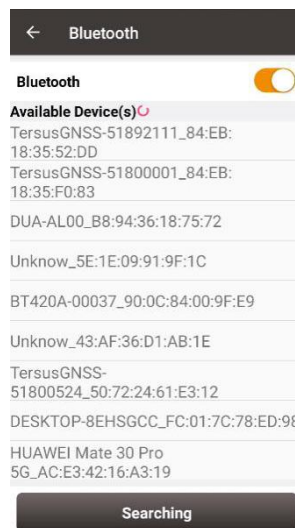 Bluetooth
Bluetooth
Available Device(s)
TersusGNSS-51892111_84:EB:
18:35:52:DD
TersusGNSS-51800001_84:EB:
18:35:F0:83
DUA-AL00_B8:94:36:18:75:72
Unknow_5E:1E:09:91:9F:1C
BT420A-00037_90:0C:84:00:9F:E9
Unknow_43:AF:36:D1:AB:1E
TersusGNSS-
51800524_50:72:24:61:E3:12
DESKTOP-8EHSGCC_FC:01:7C:78:ED:98
HUAWEI Mate 30 Pro
5G_AC:E3:42:16:A3:19
Searching